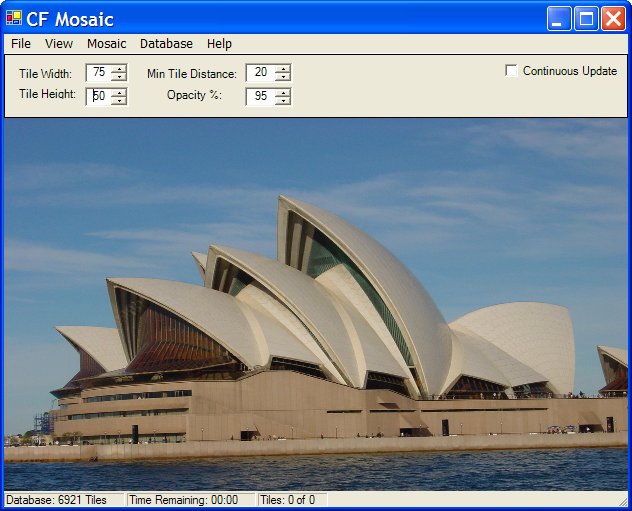 CF Mosaic
File View Mosaic Database Help
Tile Width: 75 Min Tile Distance: 20 Continuous Update
Tile Height: 50 Opacity %: 95
Database: 6921 Tiles Time Remaining: 00:00 Tiles: 0 of 0